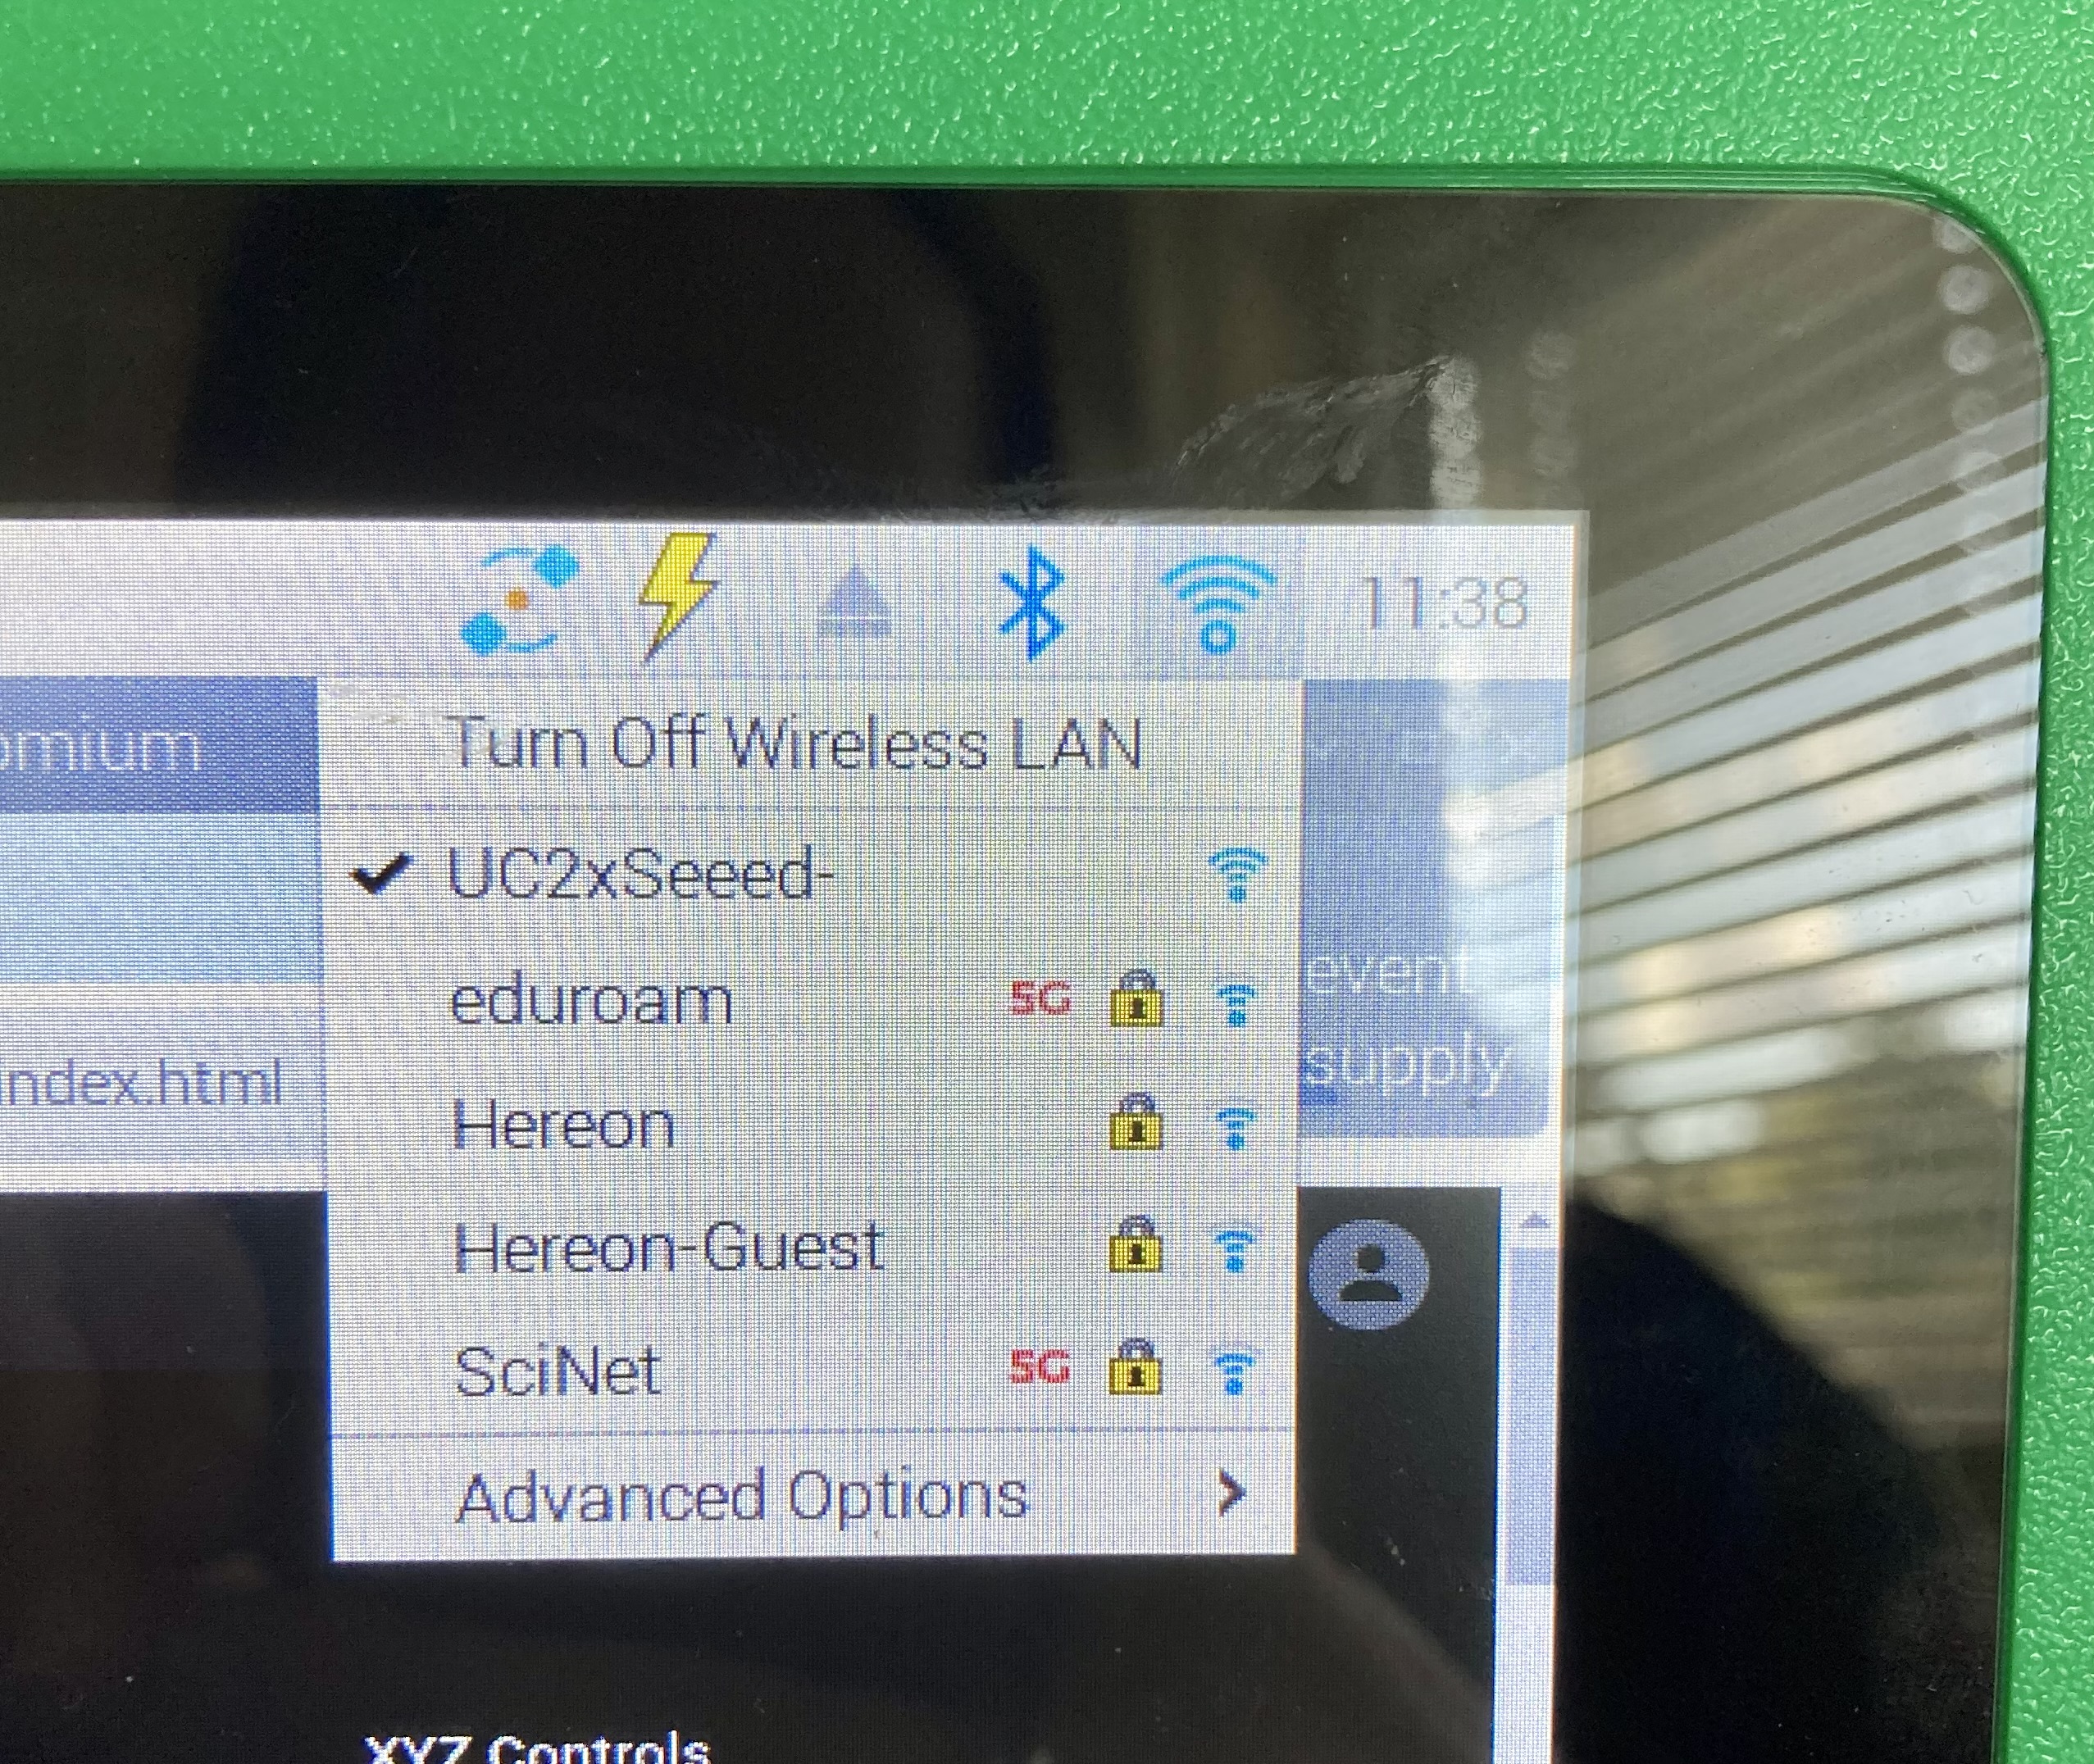 11:38
omium
Turn Off Wireless LAN
UC2xSeeed-
eduroam 5G
event
supply
ndex.html
Hereon
Hereon-Guest
SciNet 5G
Advanced Options
XYZ Controls